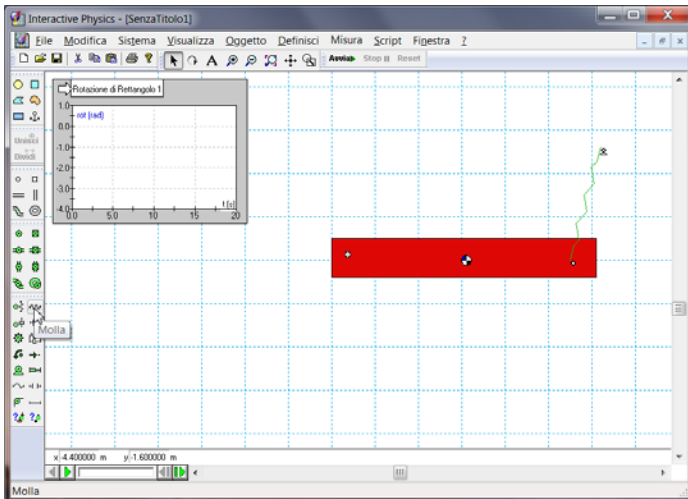 Interactive Physics - [SenzaTitolo1]
File Modifica Sistema Visualizza Oggetto Definisci Misura Script Finestra ?
A Avvia Stop Reset
Rotazione di Rettangolo 1
1.0
rot (rad)
0.0
-1.0
-2.0
-3.0
-4.0
t (s)
0.0 5.0 10 15 20
Unisci
Dividi
Molla
x -4.400000 m y -1.600000 m
Molla